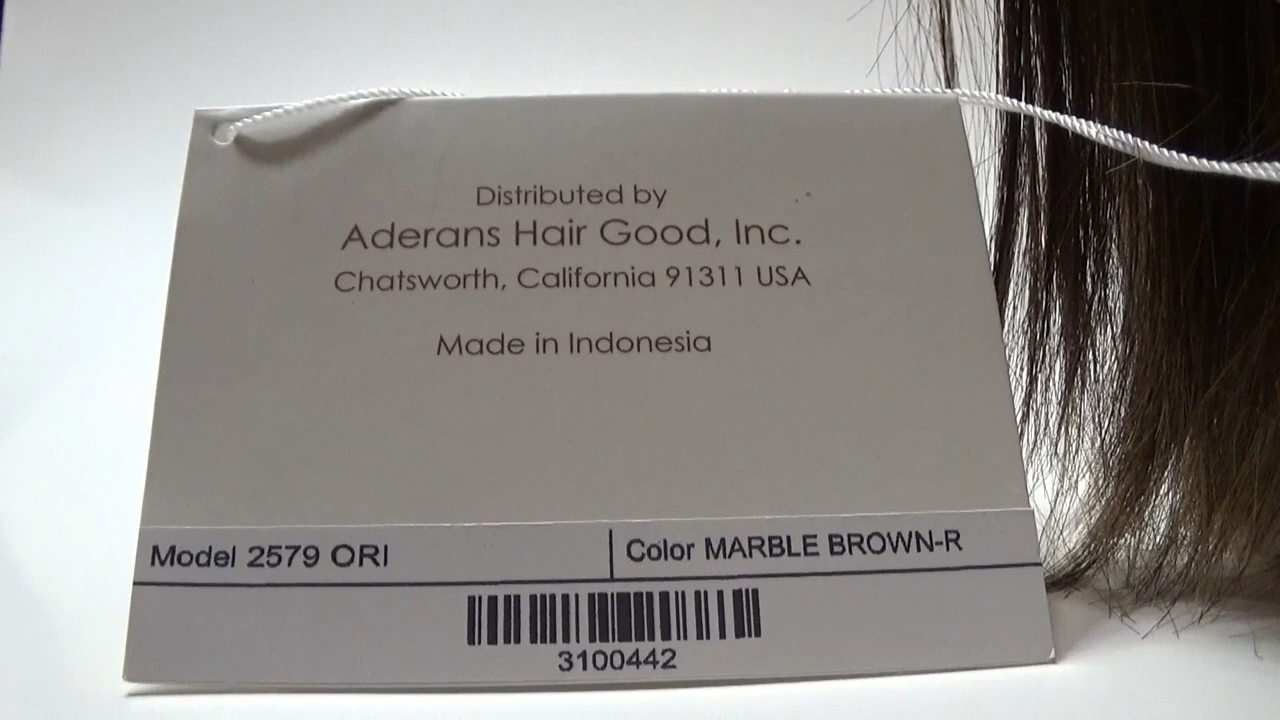 Distributed by
Aderans Hair Good, Inc.
Chatsworth, California 91311 USA
Made in Indonesia
Model 2579 ORI
Color MARBLE BROWN-R
3100442